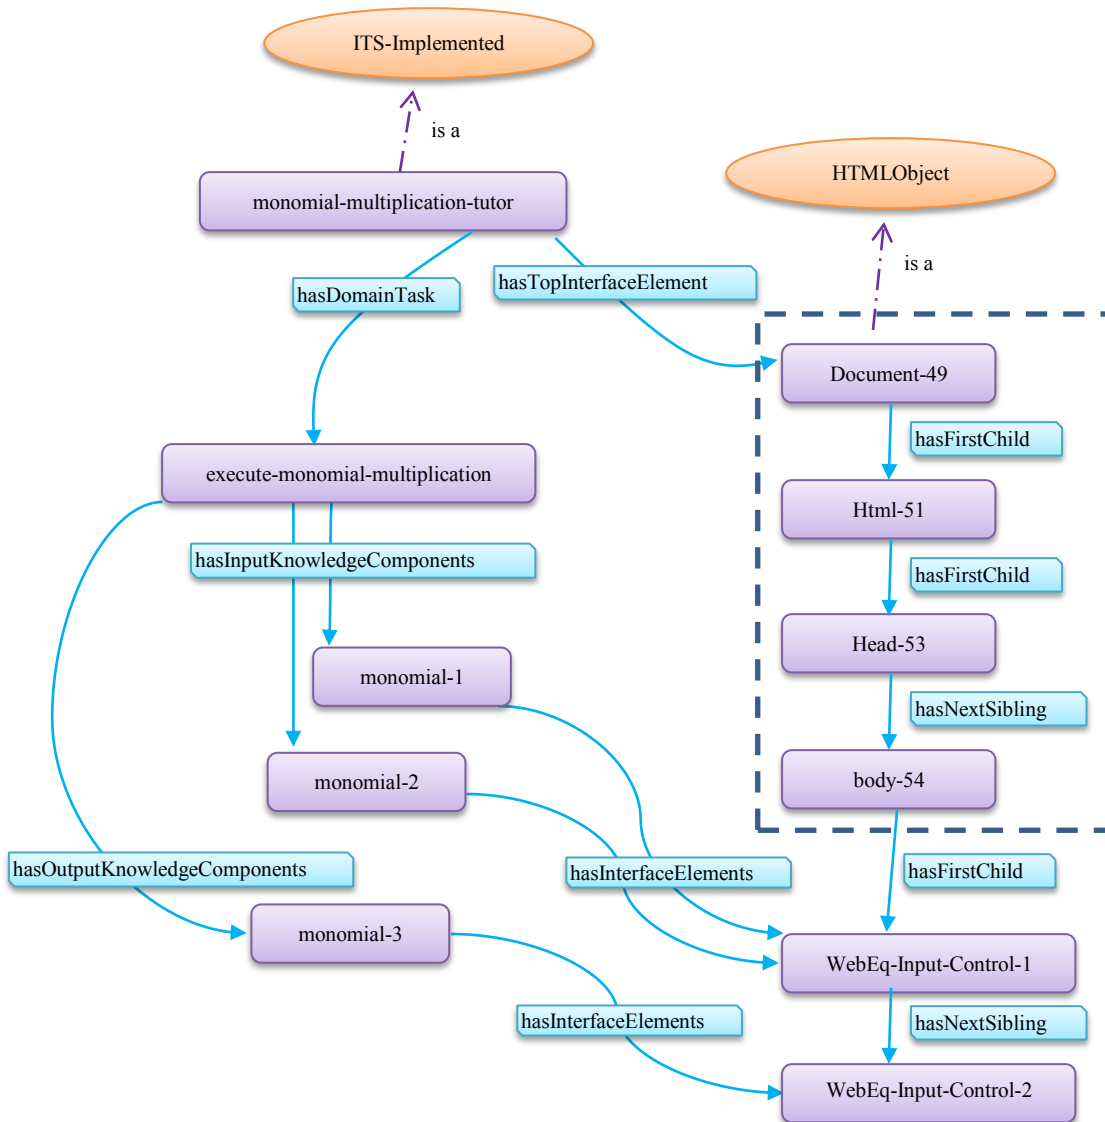 ITS-Implemented
is a
monomial-multiplication-tutor
HTMLObject
is a
hasDomainTask
hasTopInterfaceElement
Document-49
hasFirstChild
execute-monomial-multiplication
Html-51
hasInputKnowledgeComponents
hasFirstChild
Head-53
monomial-1
hasNextSibling
monomial-2
body-54
hasOutputKnowledgeComponents
hasInterfaceElements
hasFirstChild
monomial-3
WebEq-Input-Control-1
hasInterfaceElements
hasNextSibling
WebEq-Input-Control-2